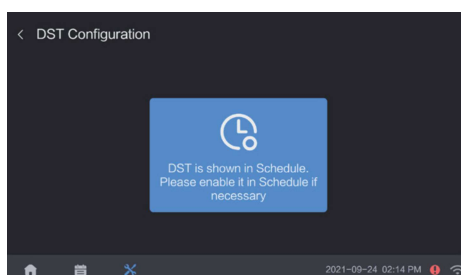 < DST Configuration
DST is shown in Schedule.
Please enable it in Schedule if
necessary
2021-09-24 02:14 PM